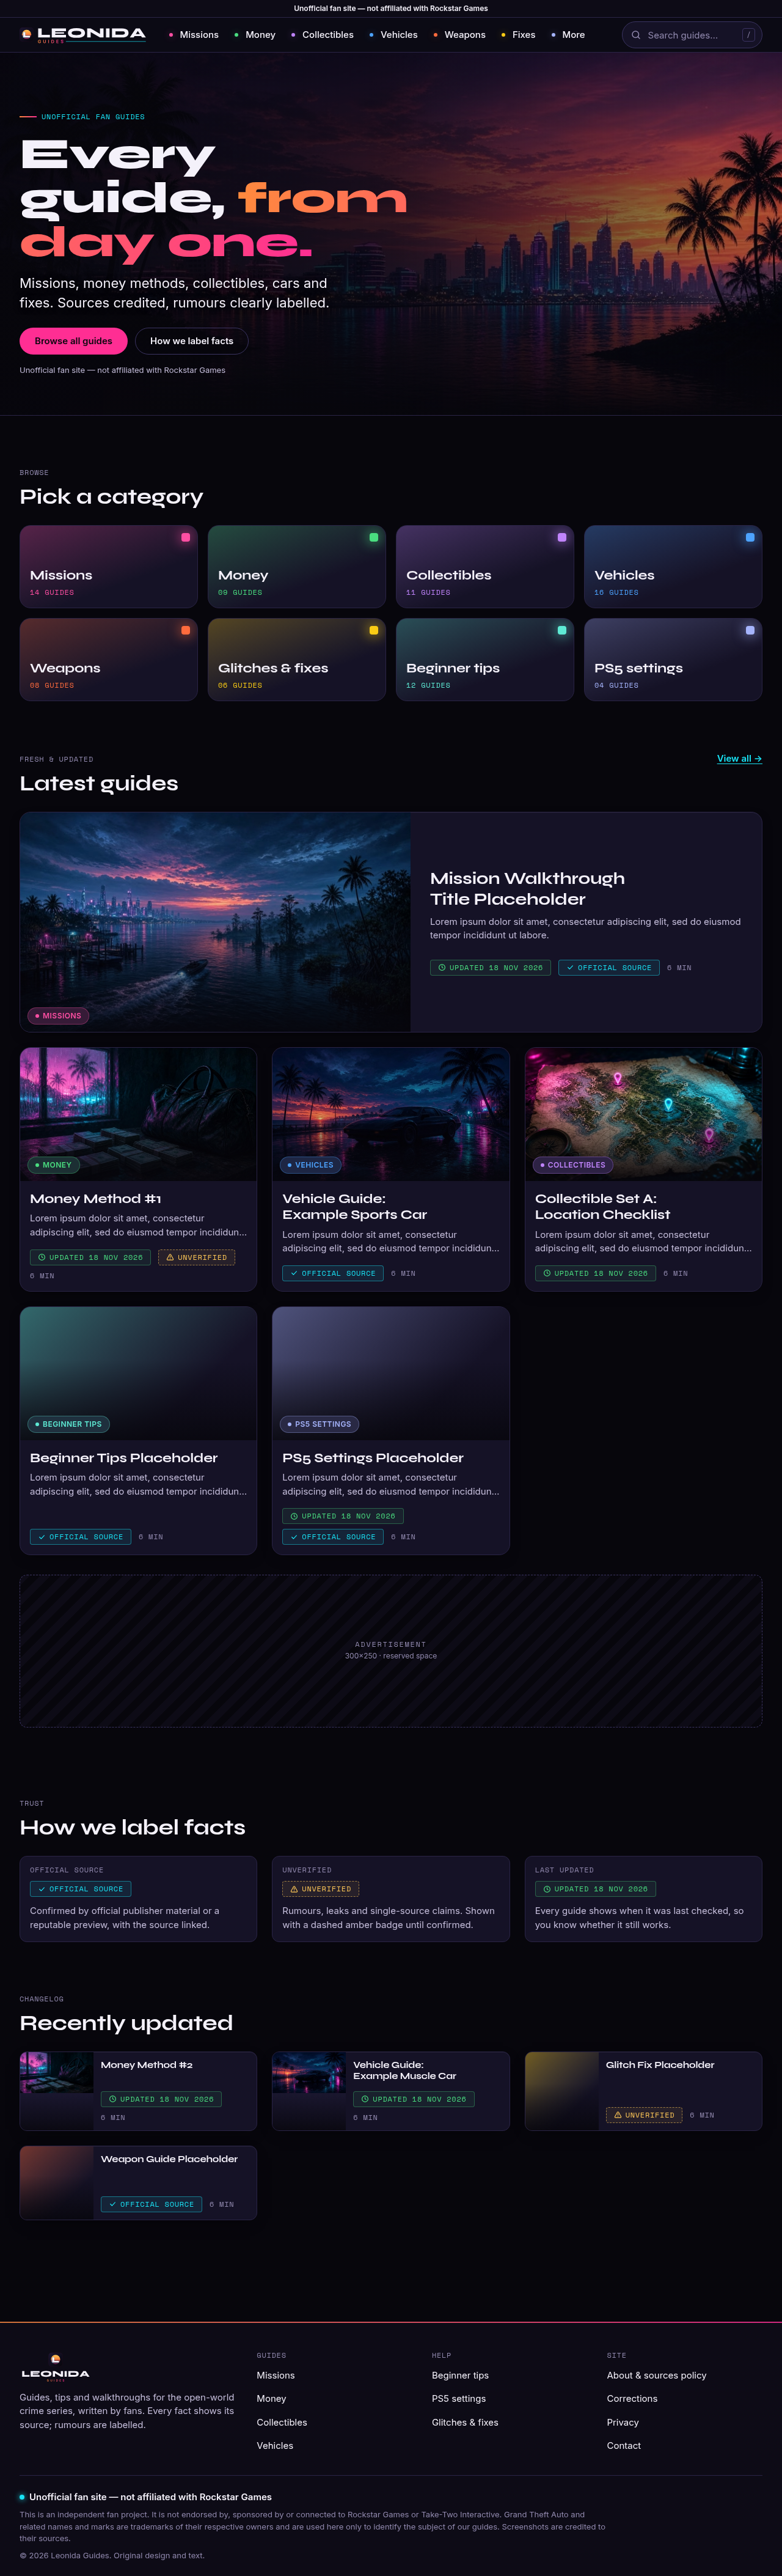 Unofficial fan site — not affiliated with Rockstar Games
LEONIDA
GUIDES
Missions
Money
Collectibles
Vehicles
Weapons
Fixes
More
Search guides...
/
UNOFFICIAL FAN GUIDES
Every
guide, from
day one.
Missions, money methods, collectibles, cars and
fixes. Sources credited, rumours clearly labelled.
Browse all guides
How we label facts
Unofficial fan site — not affiliated with Rockstar Games
BROWSE
Pick a category
Missions
14 GUIDES
Money
09 GUIDES
Collectibles
11 GUIDES
Vehicles
16 GUIDES
Weapons
08 GUIDES
Glitches & fixes
06 GUIDES
Beginner tips
12 GUIDES
PS5 settings
04 GUIDES
FRESH & UPDATED
View all →
Latest guides
MISSIONS
Mission Walkthrough
Title Placeholder
Lorem ipsum dolor sit amet, consectetur adipiscing elit, sed do eiusmod
tempor incididunt ut labore.
UPDATED 18 NOV 2026
OFFICIAL SOURCE
6 MIN
MONEY
Money Method #1
Lorem ipsum dolor sit amet, consectetur
adipiscing elit, sed do eiusmod tempor incididun...
UPDATED 18 NOV 2026
UNVERIFIED
6 MIN
VEHICLES
Vehicle Guide:
Example Sports Car
Lorem ipsum dolor sit amet, consectetur
adipiscing elit, sed do eiusmod tempor incididun...
OFFICIAL SOURCE
6 MIN
COLLECTIBLES
Collectible Set A:
Location Checklist
Lorem ipsum dolor sit amet, consectetur
adipiscing elit, sed do eiusmod tempor incididun...
UPDATED 18 NOV 2026
6 MIN
BEGINNER TIPS
Beginner Tips Placeholder
Lorem ipsum dolor sit amet, consectetur
adipiscing elit, sed do eiusmod tempor incididun...
OFFICIAL SOURCE
6 MIN
PS5 SETTINGS
PS5 Settings Placeholder
Lorem ipsum dolor sit amet, consectetur
adipiscing elit, sed do eiusmod tempor incididun...
UPDATED 18 NOV 2026
OFFICIAL SOURCE
6 MIN
ADVERTISEMENT
300×250 · reserved space
TRUST
How we label facts
OFFICIAL SOURCE
OFFICIAL SOURCE
Confirmed by official publisher material or a
reputable preview, with the source linked.
UNVERIFIED
UNVERIFIED
Rumours, leaks and single-source claims. Shown
with a dashed amber badge until confirmed.
LAST UPDATED
UPDATED 18 NOV 2026
Every guide shows when it was last checked, so
you know whether it still works.
CHANGELOG
Recently updated
Money Method #2
UPDATED 18 NOV 2026
6 MIN
Vehicle Guide:
Example Muscle Car
UPDATED 18 NOV 2026
6 MIN
Glitch Fix Placeholder
UNVERIFIED
6 MIN
Weapon Guide Placeholder
OFFICIAL SOURCE
6 MIN
LEONIDA
GUIDES
Guides, tips and walkthroughs for the open-world
crime series, written by fans. Every fact shows its
source; rumours are labelled.
GUIDES
Missions
Money
Collectibles
Vehicles
HELP
Beginner tips
PS5 settings
Glitches & fixes
SITE
About & sources policy
Corrections
Privacy
Contact
Unofficial fan site — not affiliated with Rockstar Games
This is an independent fan project. It is not endorsed by, sponsored by or connected to Rockstar Games or Take-Two Interactive. Grand Theft Auto and
related names and marks are trademarks of their respective owners and are used here only to identify the subject of our guides. Screenshots are credited to
their sources.
© 2026 Leonida Guides. Original design and text.